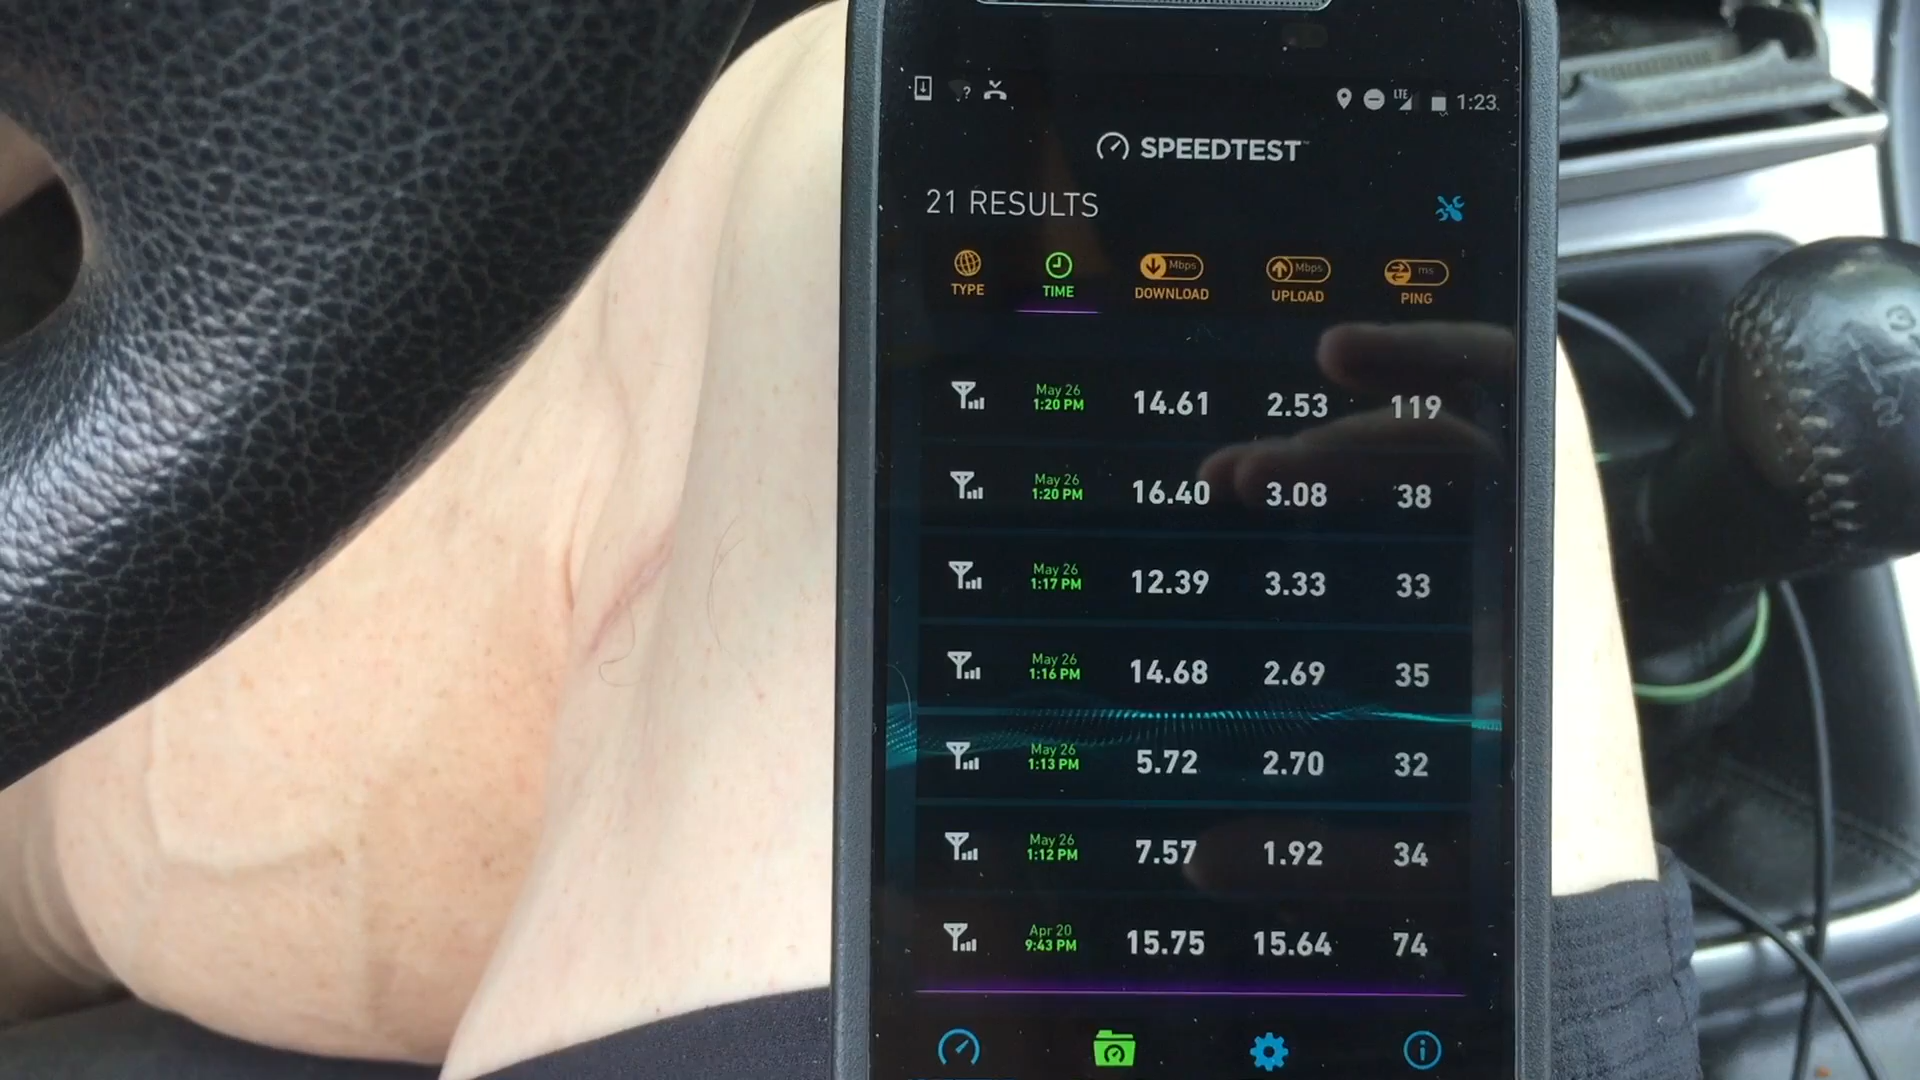 ? LTE 1:23
SPEEDTEST
21 RESULTS
Mbps Mbps ms
TYPE TIME DOWNLOAD UPLOAD PING
May 26
1:20 PM 14.61 2.53 119
May 26
1:20 PM 16.40 3.08 38
May 26
1:17 PM 12.39 3.33 33
May 26
1:16 PM 14.68 2.69 35
May 26
1:13 PM 5.72 2.70 32
May 26
1:12 PM 7.57 1.92 34
Apr 20
9:43 PM 15.75 15.64 74
3
2